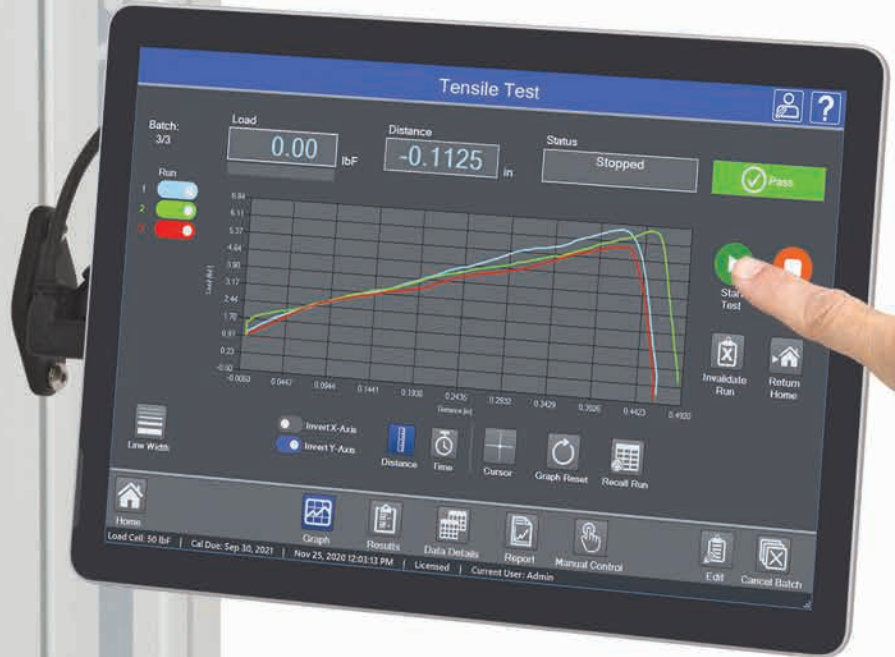 Tensile Test
?
Batch:
3/3
Load
0.00
lbF
Distance
-0.1125
in
Status
Stopped
Pass
Run
1
2
3
6.84
6.11
5.37
4.64
3.90
3.17
2.44
1.70
0.97
0.23
-0.50
-0.0050
0.0447
0.0944
0.1441
0.1938
0.2435
0.2932
0.3429
0.3926
0.4423
0.4920
Distance [in]
Start
Test
Invalidate
Run
Return
Home
Line Width
Invert X-Axis
Invert Y-Axis
Distance
Time
Cursor
Graph Reset
Recall Run
Home
Graph
Results
Data Details
Report
Manual Control
Edit
Cancel Batch
Load Cell: 50 lbF | Cal Due: Sep 30, 2021 | Nov 25, 2020 12:03:13 PM | Licensed | Current User: Admin